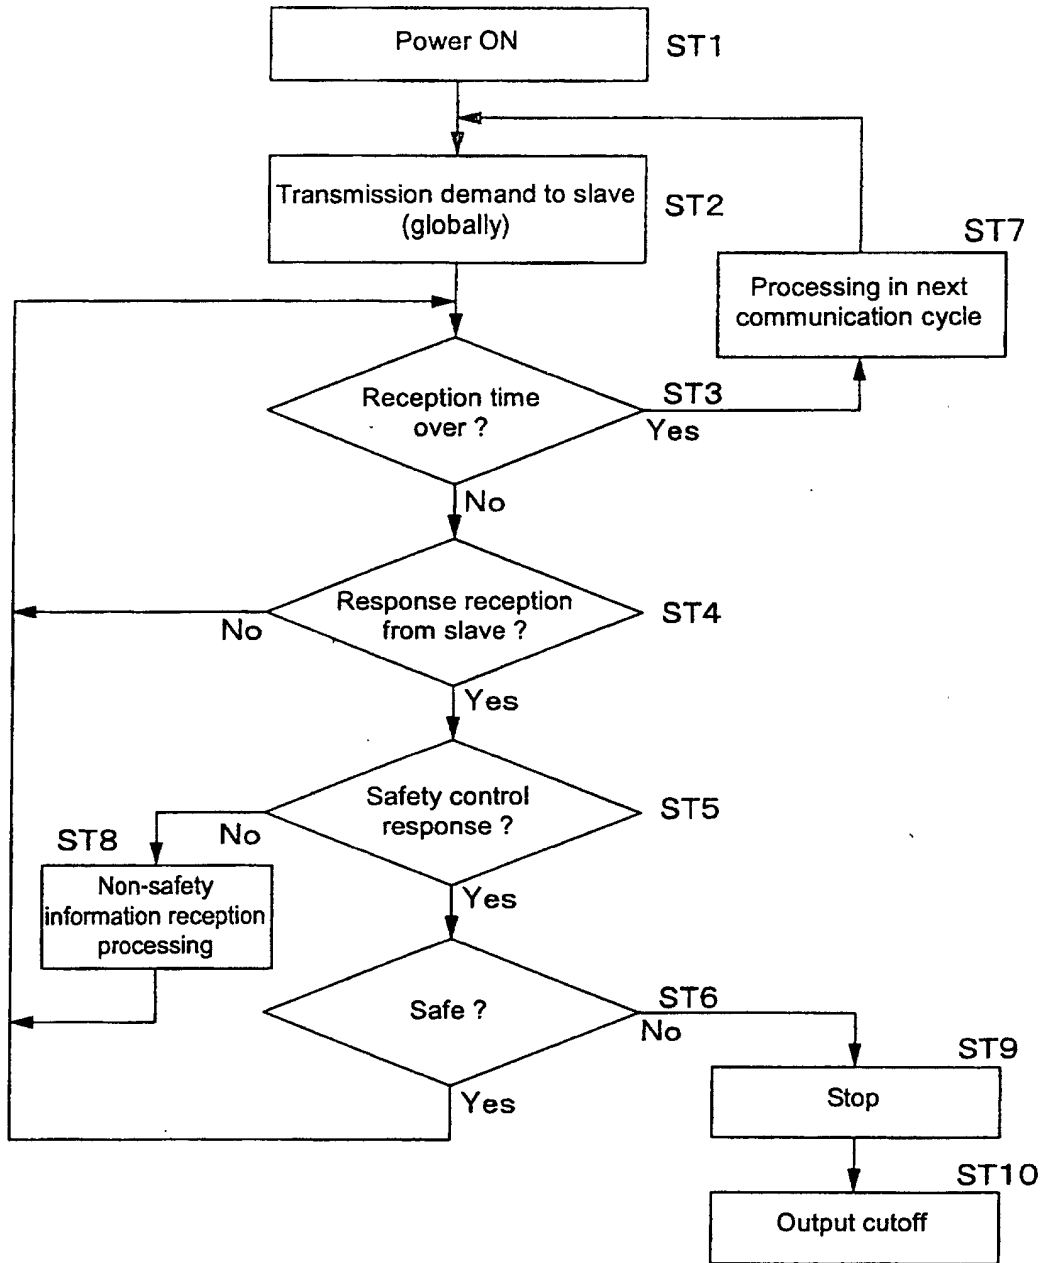 Power ON
ST1
Transmission demand to slave
(globally)
ST2
ST7
Processing in next
communication cycle
Reception time
over ?
ST3
Yes
No
Response reception
from slave ?
ST4
No
Yes
Safety control
response ?
ST5
No
ST8
Non-safety
information reception
processing
Yes
Safe ?
ST6
No
Yes
ST9
Stop
ST10
Output cutoff